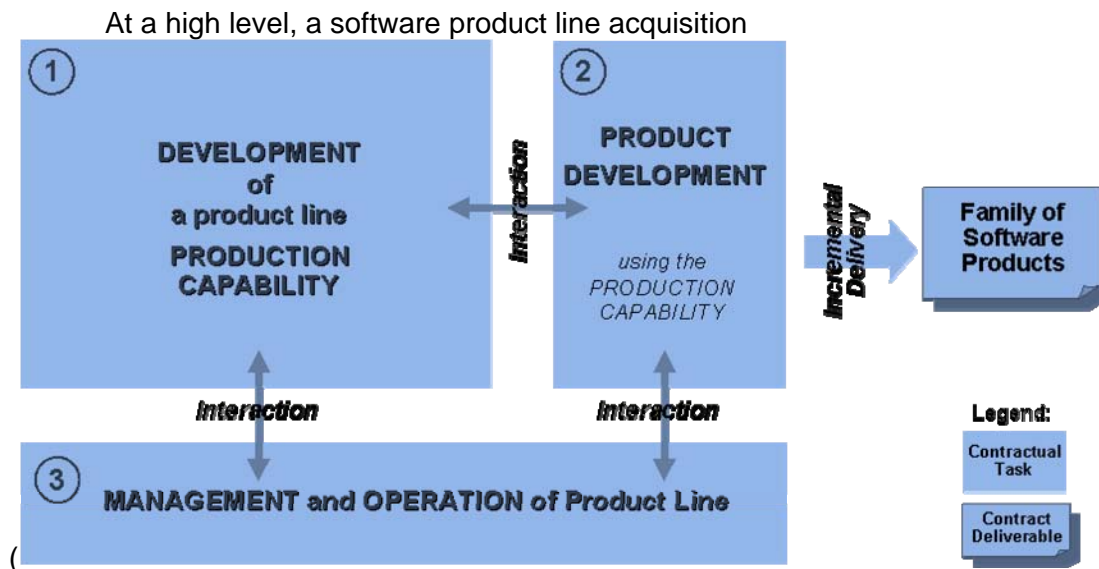 At a high level, a software product line acquisition
1
DEVELOPMENT
of
a product line
PRODUCTION
CAPABILITY
Interaction
2
PRODUCT
DEVELOPMENT
using the
PRODUCTION
CAPABILITY
Incremental
Delivery
Family of
Software
Products
Interaction
Interaction
3
MANAGEMENT and OPERATION of Product Line
Legend:
Contractual
Task
Contract
Deliverable
(